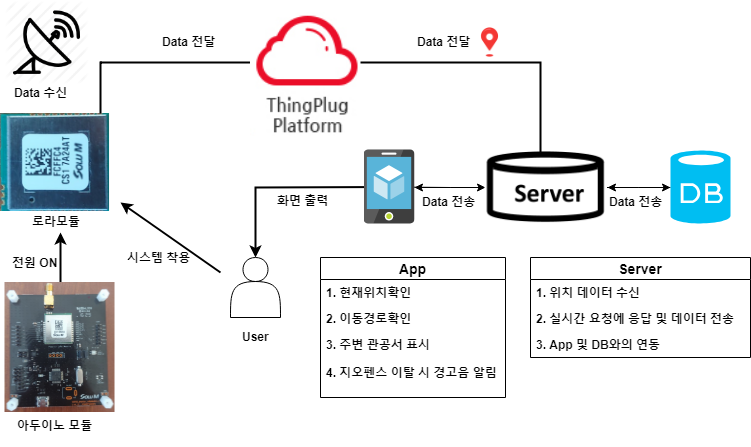 Data 전달
Data 전달
Data 수신
ThingPlug
Platform
FCFFC4
CS1 7A24AT
SOLU M
로라모듈
화면 출력
Data 전송
Server
Data 전송
DB
전원 ON
시스템 착용
User
App
1. 현재위치확인
2. 이동경로확인
3. 주변 관공서 표시
4. 지오펜스 이탈 시 경고음 알림
Server
1. 위치 데이터 수신
2. 실시간 요청에 응답 및 데이터 전송
3. App 및 DB와의 연동
SOLU M
아두이노 모듈